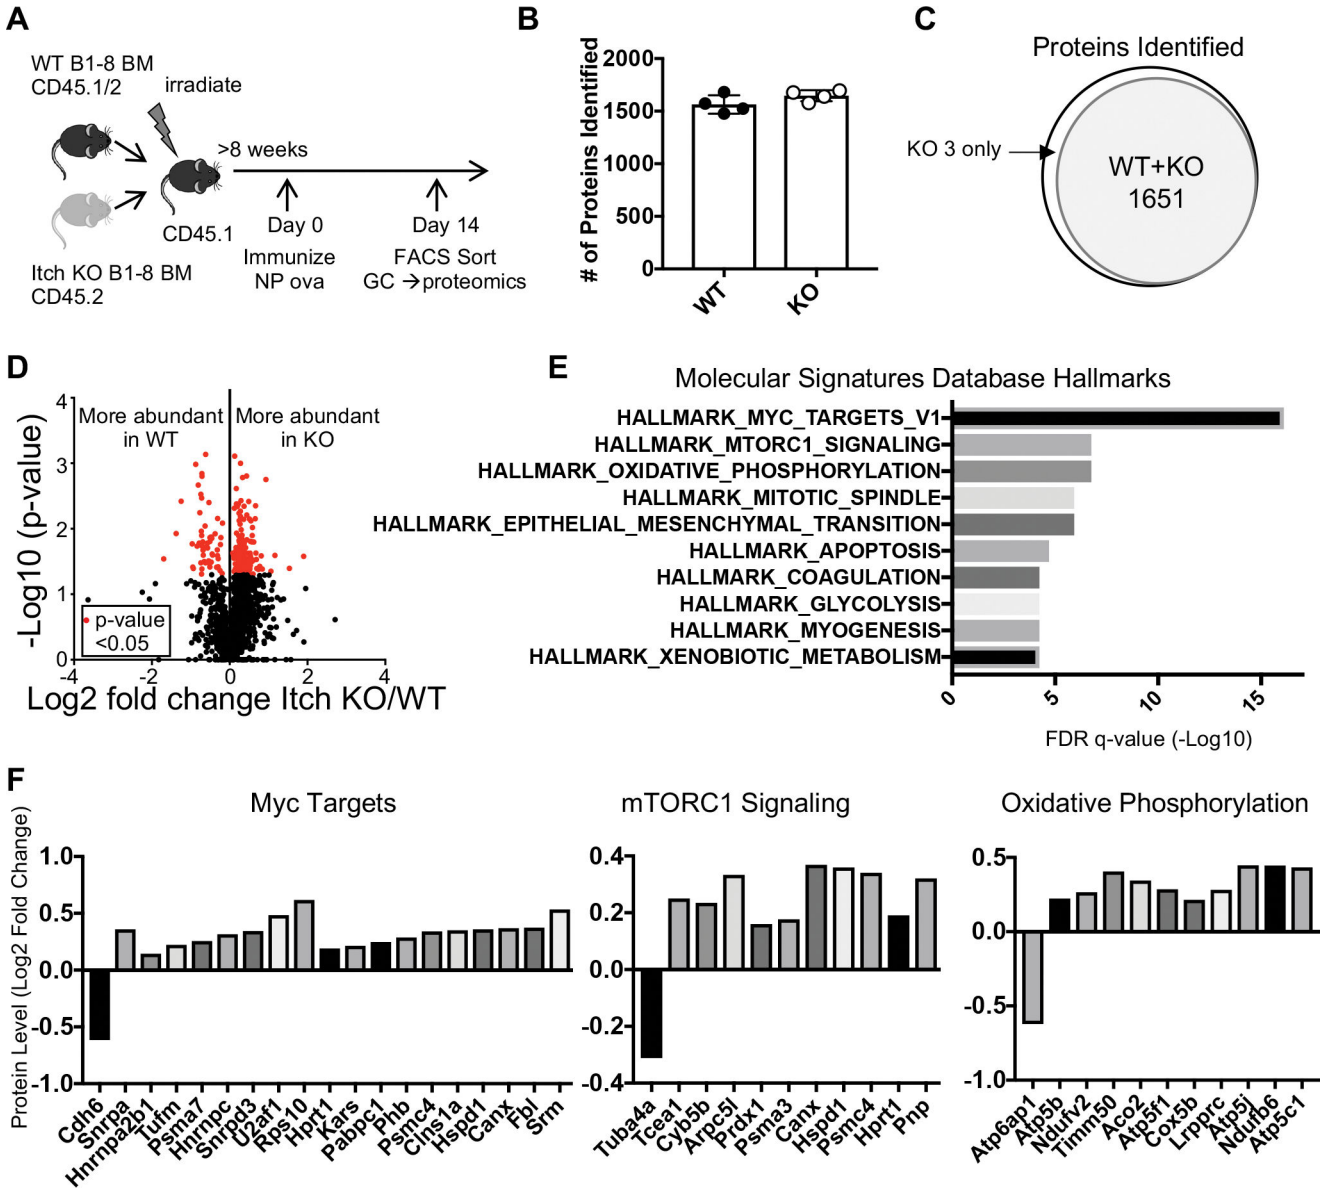 A
WT B1-8 BM
CD45.1/2
irradiate
>8 weeks
CD45.1
Itch KO B1-8 BM
CD45.2
Day 0
Immunize
NP ova
Day 14
FACS Sort
GC →proteomics
B
# of Proteins Identified
2000
1500
1000
500
0
WT
KO
C
Proteins Identified
KO 3 only
WT+KO
1651
D
-Log10 (p-value)
4
3
2
1
0
More abundant
in WT
More abundant
in KO
p-value
<0.05
-4
-2
0
2
4
Log2 fold change Itch KO/WT
E
Molecular Signatures Database Hallmarks
HALLMARK_MYC_TARGETS_V1
HALLMARK_MTORC1_SIGNALING
HALLMARK_OXIDATIVE_PHOSPHORYLATION
HALLMARK_MITOTIC_SPINDLE
HALLMARK_EPITHELIAL_MESENCHYMAL_TRANSITION
HALLMARK_APOPTOSIS
HALLMARK_COAGULATION
HALLMARK_GLYCOLYSIS
HALLMARK_MYOGENESIS
HALLMARK_XENOBIOTIC_METABOLISM
0
5
10
15
FDR q-value (-Log10)
F
Protein Level (Log2 Fold Change)
Myc Targets
1.0
0.5
0.0
-0.5
-1.0
Cdh6
Snrpa
Hnrnpa2b1
Tufm
Psma7
Hnrnpc
Snrpd3
U2af1
Rps10
Hprt1
Kars
Pabpc1
Phb
Psmc4
Clns1a
Hspd1
Canx
Fbl
Srm
mTORC1 Signaling
0.4
0.2
0.0
-0.2
-0.4
Tuba4a
Tcea1
Cyb5b
Arpc5l
Prdx1
Psma3
Canx
Hspd1
Psmc4
Hprt1
Pnp
Oxidative Phosphorylation
0.5
0.0
-0.5
-1.0
Atp6ap1
Atp5b
Ndufv2
Timm50
Aco2
Atp5f1
Cox5b
Lrpprc
Atp5j
Ndufb6
Atp5c1